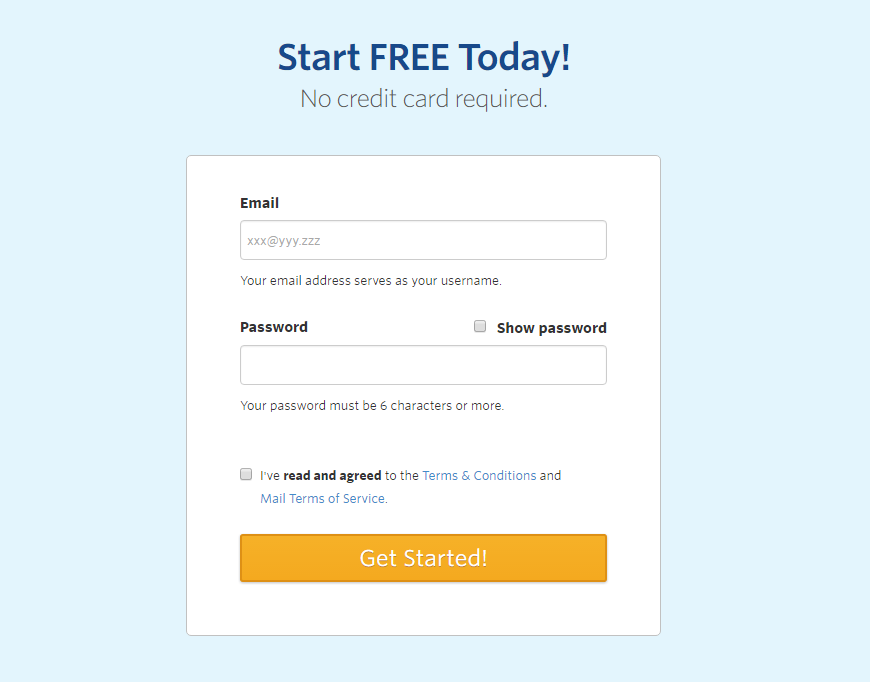 Start FREE Today!
No credit card required.
Email
xxx@yyy.zzz
Your email address serves as your username.
Password
Show password
Your password must be 6 characters or more.
I've read and agreed to the Terms & Conditions and
Mail Terms of Service.
Get Started!